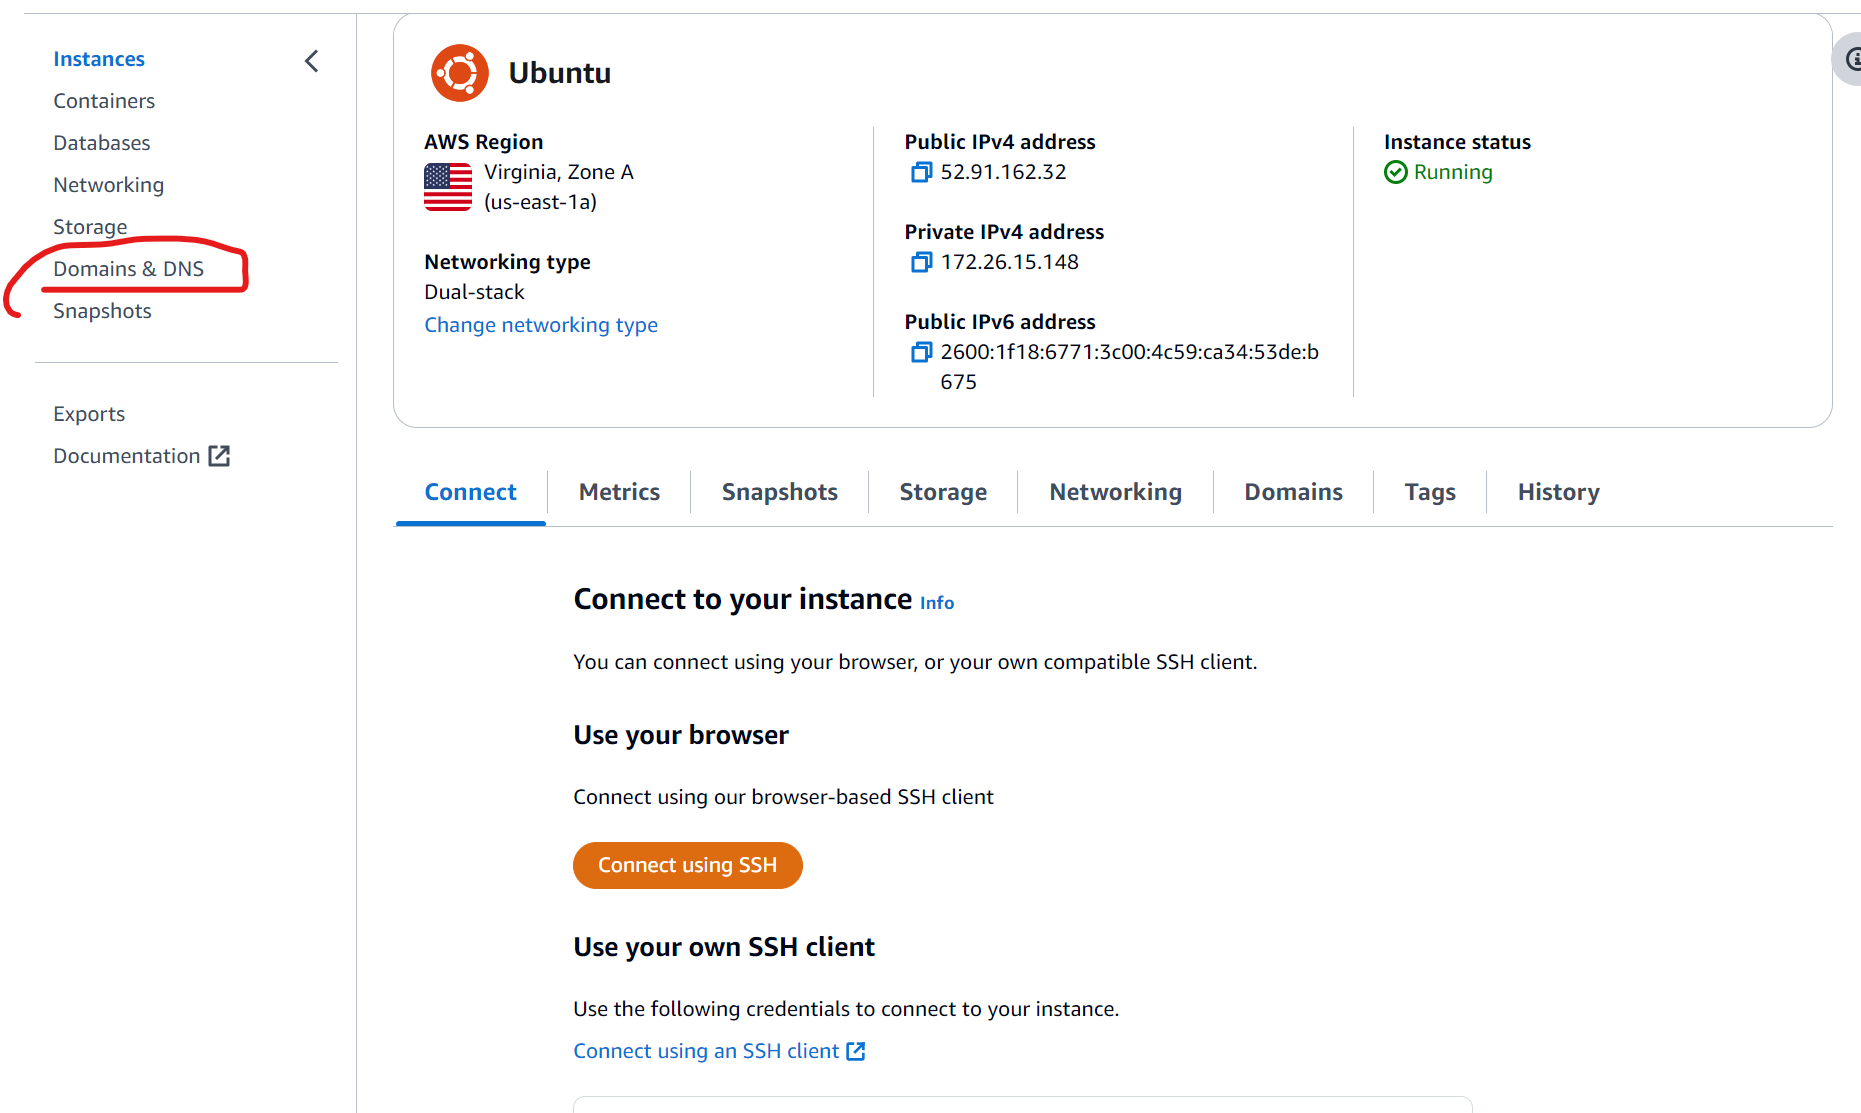 Instances
Containers
Databases
Networking
Storage
Domains & DNS
Snapshots
Exports
Documentation
Ubuntu
AWS Region
Virginia, Zone A
(us-east-1a)
Networking type
Dual-stack
Change networking type
Public IPv4 address
52.91.162.32
Private IPv4 address
172.26.15.148
Public IPv6 address
2600:1f18:6771:3c00:4c59:ca34:53de:b
675
Instance status
Running
Connect
Metrics
Snapshots
Storage
Networking
Domains
Tags
History
Connect to your instance Info
You can connect using your browser, or your own compatible SSH client.
Use your browser
Connect using our browser-based SSH client
Connect using SSH
Use your own SSH client
Use the following credentials to connect to your instance.
Connect using an SSH client